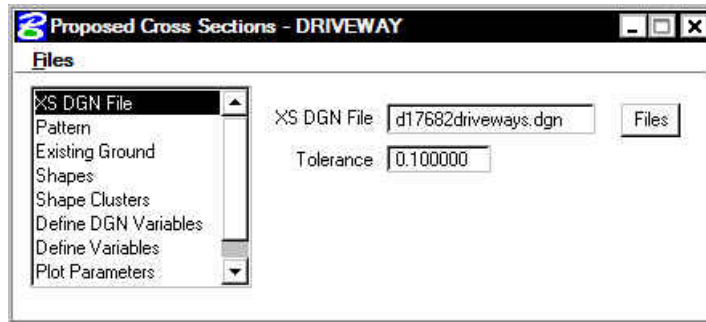 Proposed Cross Sections - DRIVEWAY
Files
XS DGN File
Pattern
Existing Ground
Shapes
Shape Clusters
Define DGN Variables
Define Variables
Plot Parameters
XS DGN File d17682driveways.dgn Files
Tolerance 0.100000